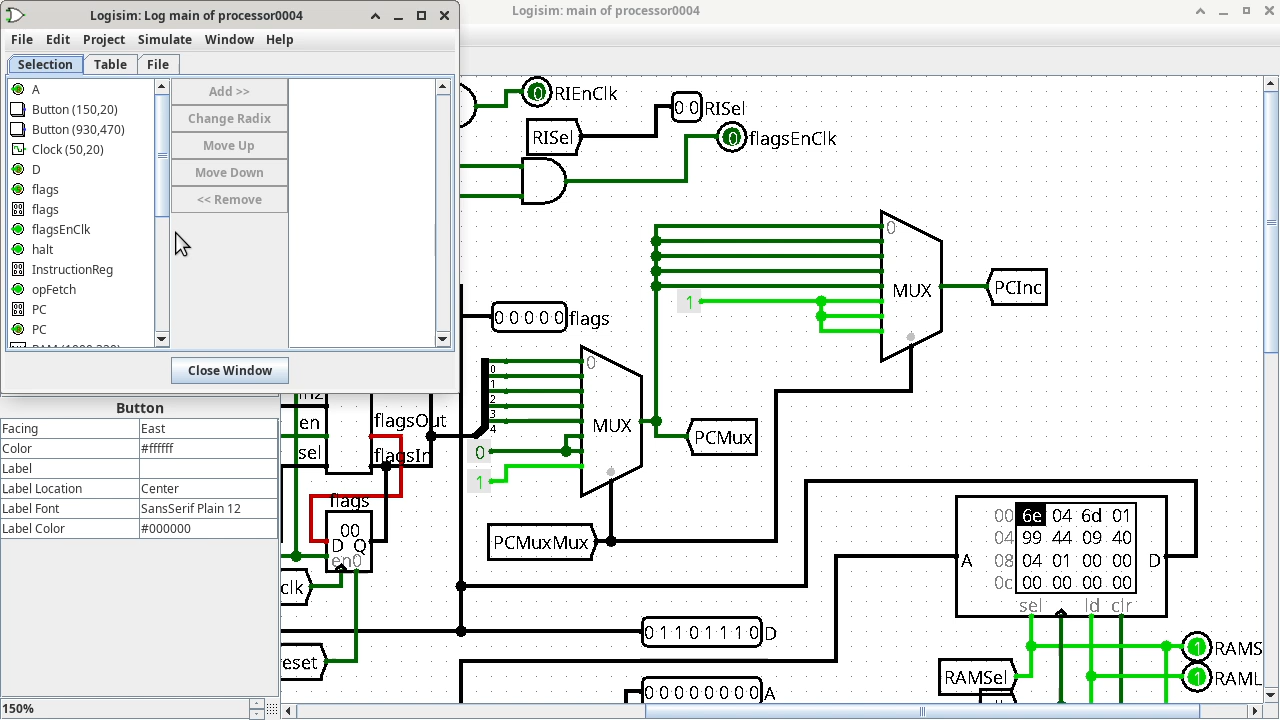 Logisim: Log main of processor0004
Logisim: main of processor0004
File Edit Project Simulate Window Help
Selection Table File
A
Button (150,20)
Button (930,470)
Clock (50,20)
D
flags
flags
flagsEnClk
halt
InstructionReg
opFetch
PC
PC
Add >>
Change Radix
Move Up
Move Down
<< Remove
Close Window
Button
Facing East
Color #ffffff
Label
Label Location Center
Label Font SansSerif Plain 12
Label Color #000000
150%
0 RIEnClk
0 0 RISel
RISel
0 flagsEnClk
0
MUX
PCInc
1
0 0 0 0 0 flags
0
0
1
2
3
4
MUX
PCMux
0
1
PCMuxMux
en
sel
flagsOut
flagsIn
flags
00
D Q
en0
clk
eset
00 6e 04 6d 01
04 99 44 09 40
08 04 01 00 00
0c 00 00 00 00
A
D
sel ld clr
0 1 1 0 1 1 1 0 D
0 0 0 0 0 0 0 0 A
RAMSel
1 RAMS
1 RAML